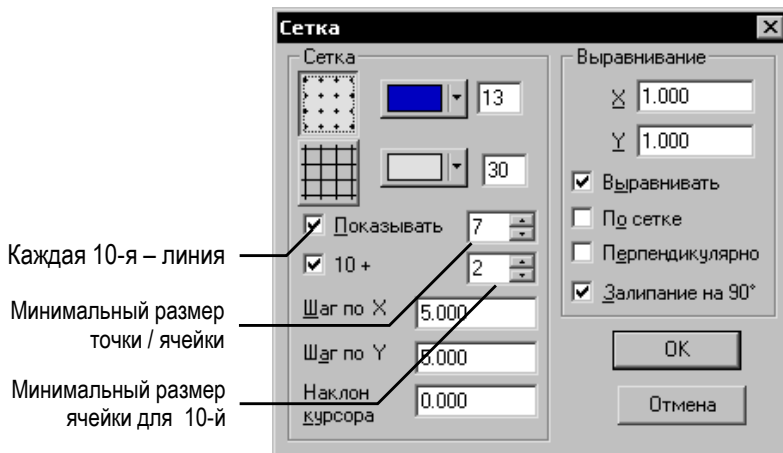 Сетка
Сетка
13
30
Показывать
7
10 +
2
Шаг по X
5.000
Шаг по Y
5.000
Наклон
курсора
0.000
Выравнивание
X
1.000
Y
1.000
Выравнивать
По сетке
Перпендикулярно
Залипание на 90°
OK
Отмена
Каждая 10-я – линия
Минимальный размер
точки / ячейки
Минимальный размер
ячейки для 10-й